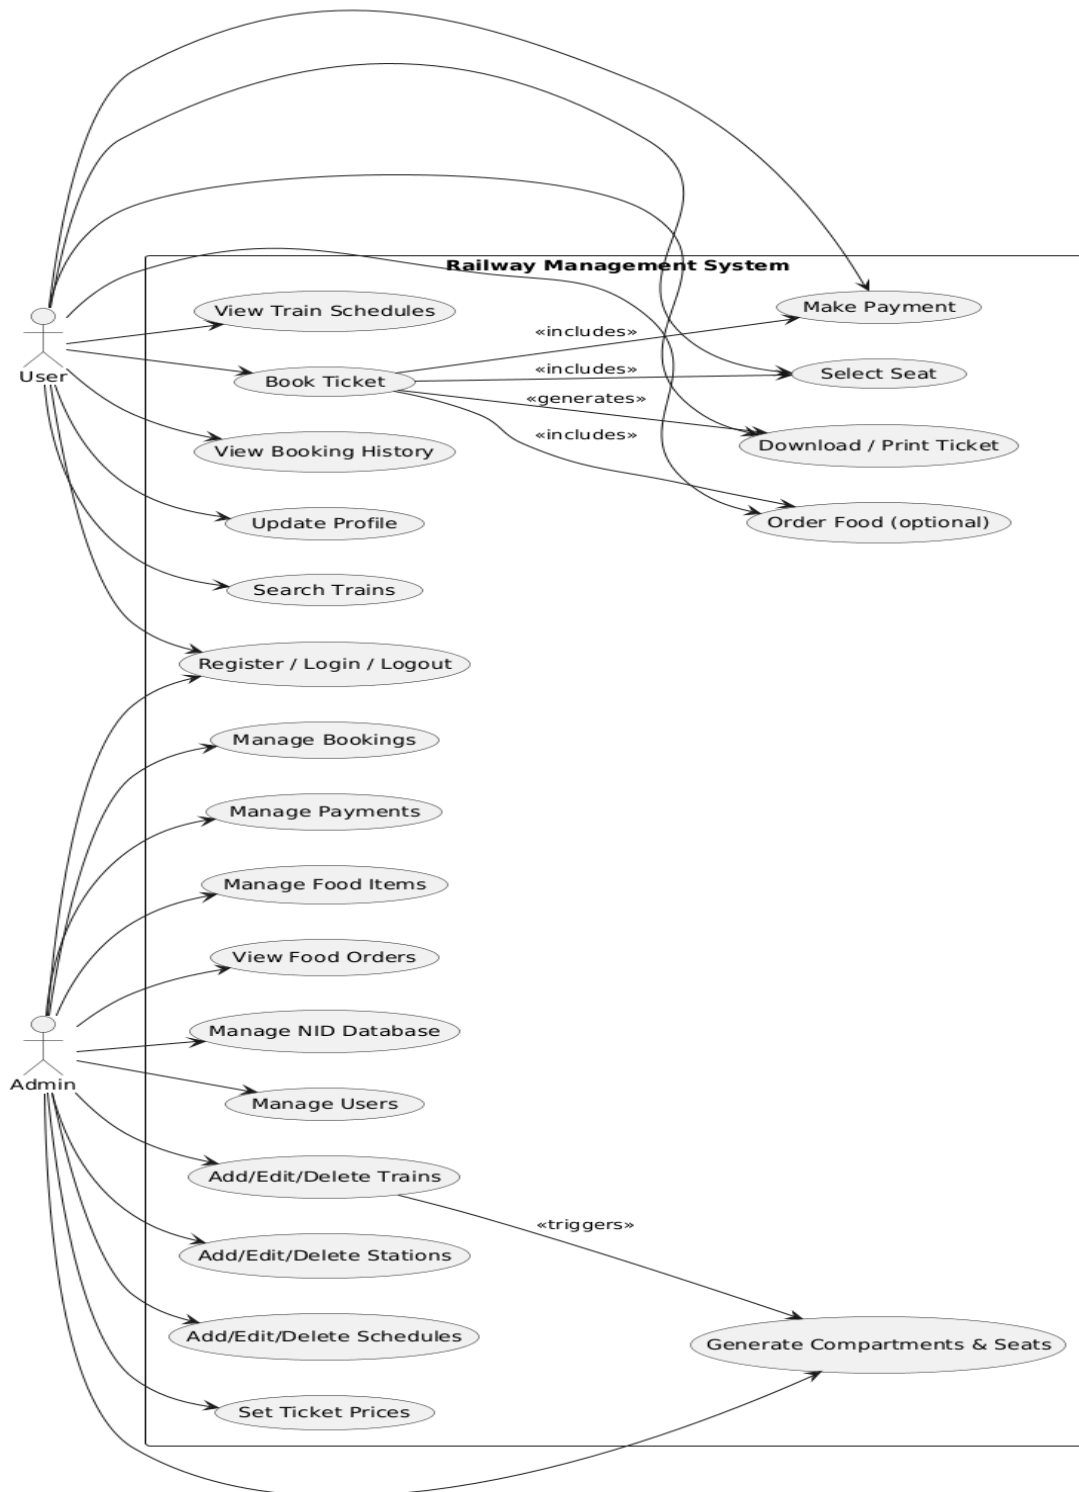 Railway Management System
View Train Schedules
Make Payment
«includes»
User
Book Ticket
«includes»
Select Seat
«generates»
«includes»
View Booking History
Download / Print Ticket
Update Profile
Order Food (optional)
Search Trains
Register / Login / Logout
Manage Bookings
Manage Payments
Manage Food Items
View Food Orders
Manage NID Database
Admin
Manage Users
Add/Edit/Delete Trains
«triggers»
Add/Edit/Delete Stations
Add/Edit/Delete Schedules
Generate Compartments & Seats
Set Ticket Prices